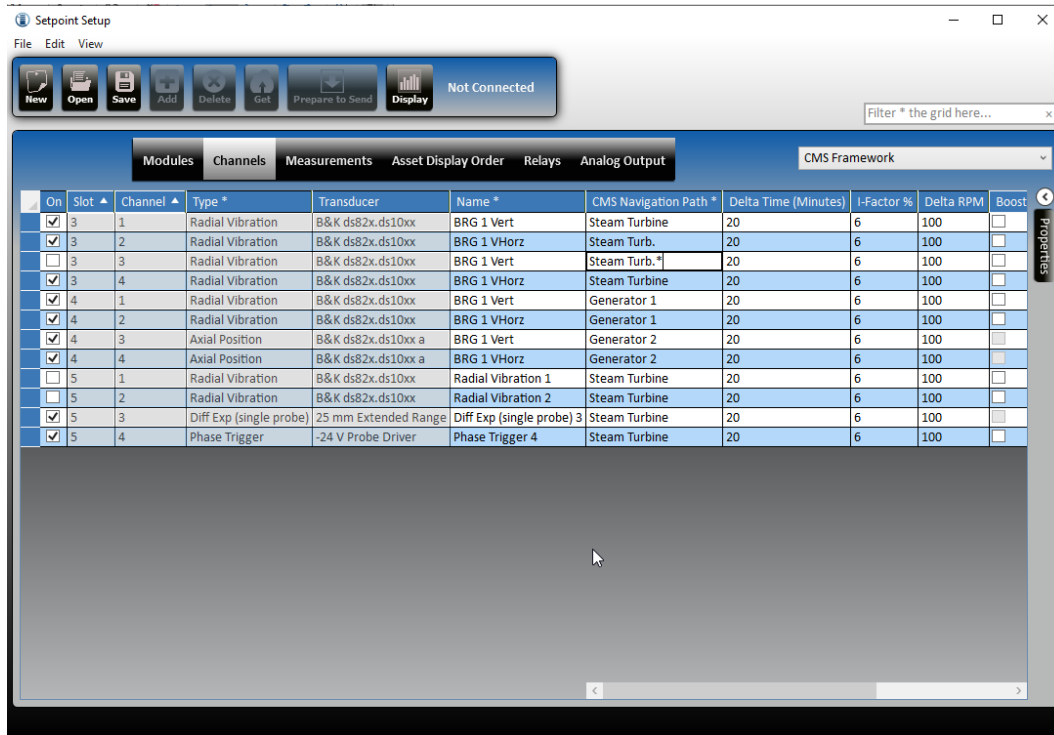 Setpoint Setup
File Edit View
New Open Save Add Delete Get Prepare to Send Display Not Connected
Filter * the grid here... ×
Modules Channels Measurements Asset Display Order Relays Analog Output CMS Framework
On Slot Channel Type * Transducer Name * CMS Navigation Path * Delta Time (Minutes) I-Factor % Delta RPM Boost
3 1 Radial Vibration B&K ds82x.ds10xx BRG 1 Vert Steam Turbine 20 6 100
3 2 Radial Vibration B&K ds82x.ds10xx BRG 1 VHorz Steam Turb. 20 6 100
3 3 Radial Vibration B&K ds82x.ds10xx BRG 1 Vert Steam Turb.* 20 6 100
3 4 Radial Vibration B&K ds82x.ds10xx BRG 1 VHorz Steam Turbine 20 6 100
4 1 Radial Vibration B&K ds82x.ds10xx BRG 1 Vert Generator 1 20 6 100
4 2 Radial Vibration B&K ds82x.ds10xx BRG 1 VHorz Generator 1 20 6 100
4 3 Axial Position B&K ds82x.ds10xx a BRG 1 Vert Generator 2 20 6 100
4 4 Axial Position B&K ds82x.ds10xx a BRG 1 VHorz Generator 2 20 6 100
5 1 Radial Vibration B&K ds82x.ds10xx Radial Vibration 1 Steam Turbine 20 6 100
5 2 Radial Vibration B&K ds82x.ds10xx Radial Vibration 2 Steam Turbine 20 6 100
5 3 Diff Exp (single probe) 25 mm Extended Range Diff Exp (single probe) 3 Steam Turbine 20 6 100
5 4 Phase Trigger -24 V Probe Driver Phase Trigger 4 Steam Turbine 20 6 100
Properties